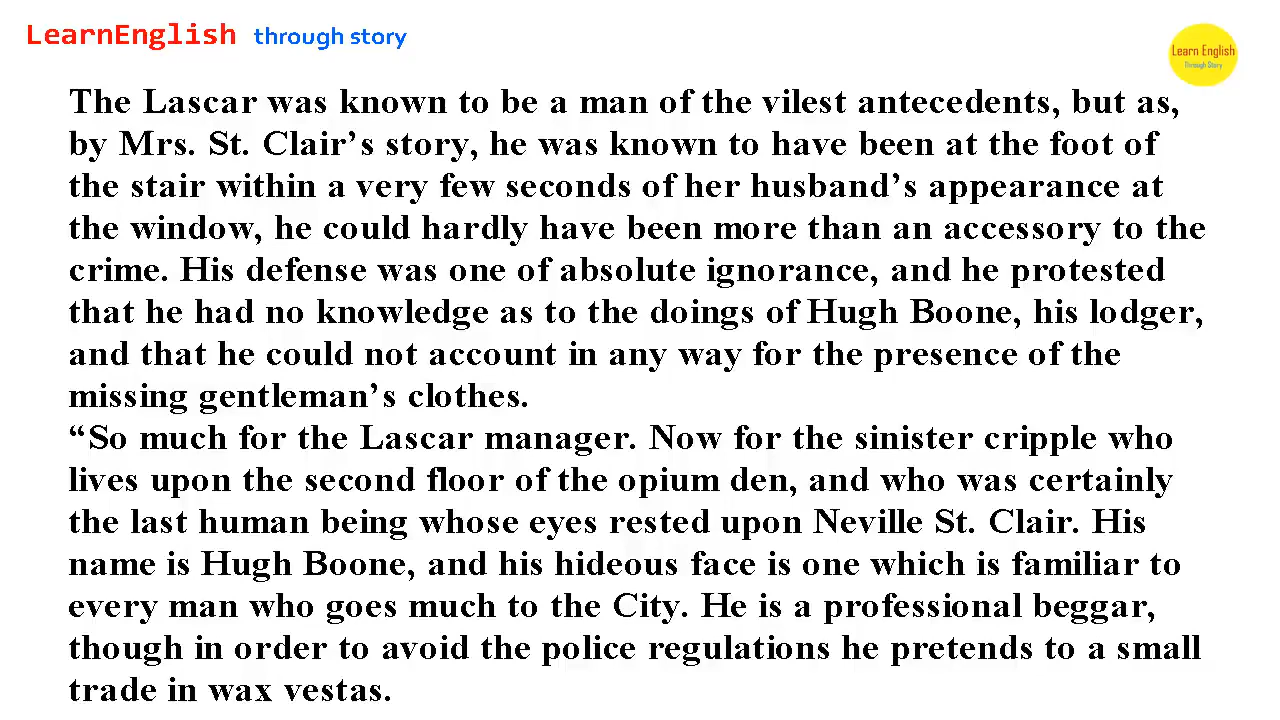 LearnEnglish through story
Learn English
Through Story
The Lascar was known to be a man of the vilest antecedents, but as,
by Mrs. St. Clair’s story, he was known to have been at the foot of
the stair within a very few seconds of her husband’s appearance at
the window, he could hardly have been more than an accessory to the
crime. His defense was one of absolute ignorance, and he protested
that he had no knowledge as to the doings of Hugh Boone, his lodger,
and that he could not account in any way for the presence of the
missing gentleman’s clothes.
“So much for the Lascar manager. Now for the sinister cripple who
lives upon the second floor of the opium den, and who was certainly
the last human being whose eyes rested upon Neville St. Clair. His
name is Hugh Boone, and his hideous face is one which is familiar to
every man who goes much to the City. He is a professional beggar,
though in order to avoid the police regulations he pretends to a small
trade in wax vestas.